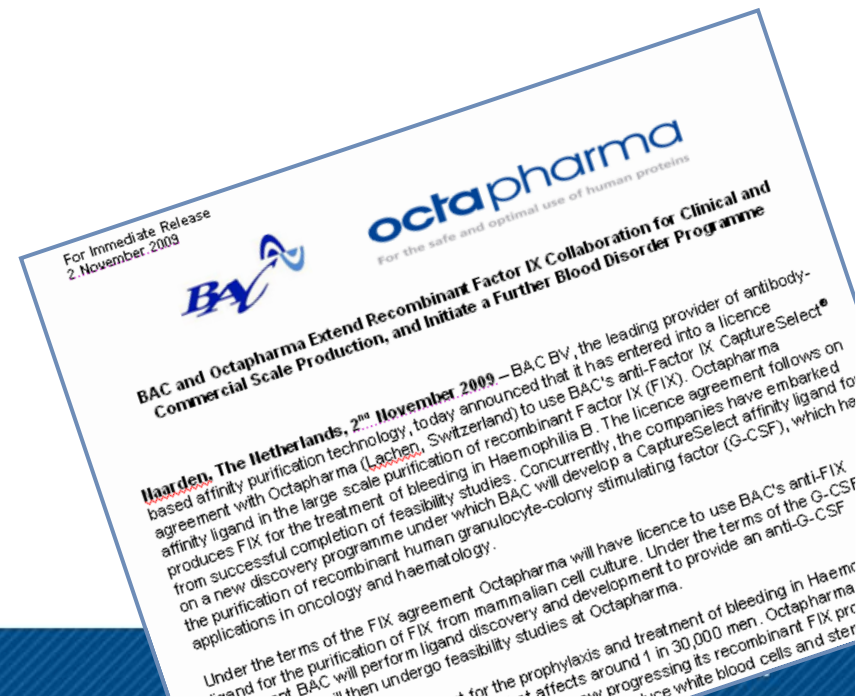 For Immediate Release
2 November 2009
BAC
octapharma
For the safe and optimal use of human proteins
BAC and Octapharma Extend Recombinant Factor IX Collaboration for Clinical and
Commercial Scale Production, and Initiate a Further Blood Disorder Programme
Naarden, The Netherlands, 2nd November 2009 – BAC BV, the leading provider of antibody-
based affinity purification technology, today announced that it has entered into a licence
agreement with Octapharma (Lachen, Switzerland) to use BAC's anti-Factor IX CaptureSelect®
affinity ligand in the large scale purification of recombinant Factor IX (FIX). Octapharma
produces FIX for the treatment of bleeding in Haemophilia B. The licence agreement follows on
from successful completion of feasibility studies. Concurrently, the companies have embarked
on a new discovery programme under which BAC will develop a CaptureSelect affinity ligand
the purification of recombinant human granulocyte-colony stimulating factor (G-CSF), which
applications in oncology and haematology.
Under the terms of the FIX agreement Octapharma will have licence to use BAC's anti-FIX
ligand for the purification of FIX from mammalian cell culture. Under the terms of the
BAC will perform ligand discovery and development to provide an anti-G-CSF
then undergo feasibility studies at Octapharma.
for the prophylaxis and treatment of bleeding in
affects around 1 in 30,000 men. Octapharma
progressing its recombinant FIX
white blood cells and